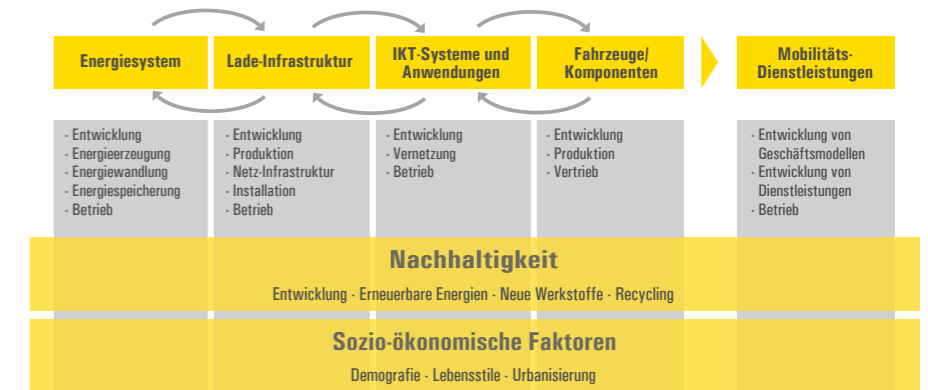 Energiesystem
Lade-Infrastruktur
IKT-Systeme und
Anwendungen
Fahrzeuge/
Komponenten
Mobilitäts-
Dienstleistungen
- Entwicklung
- Energieerzeugung
- Energiewandlung
- Energiespeicherung
- Betrieb
- Entwicklung
- Produktion
- Netz-Infrastruktur
- Installation
- Betrieb
- Entwicklung
- Vernetzung
- Betrieb
- Entwicklung
- Produktion
- Vertrieb
- Entwicklung von
Geschäftsmodellen
- Entwicklung von
Dienstleistungen
- Betrieb
Nachhaltigkeit
Entwicklung - Erneuerbare Energien - Neue Werkstoffe - Recycling
Sozio-ökonomische Faktoren
Demografie - Lebensstile - Urbanisierung